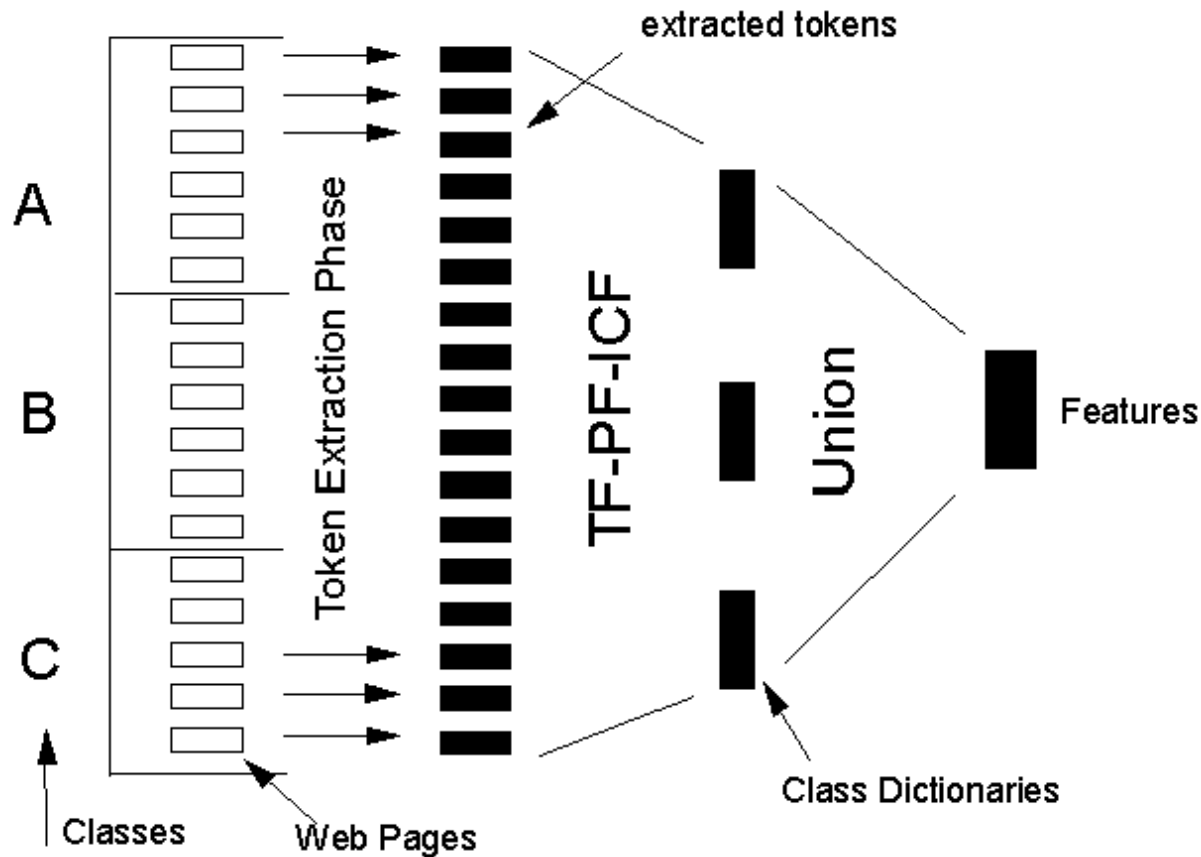 extracted tokens
A
B
C
Token Extraction Phase
TF-PF-ICF
Union
Features
Class Dictionaries
Classes
Web Pages